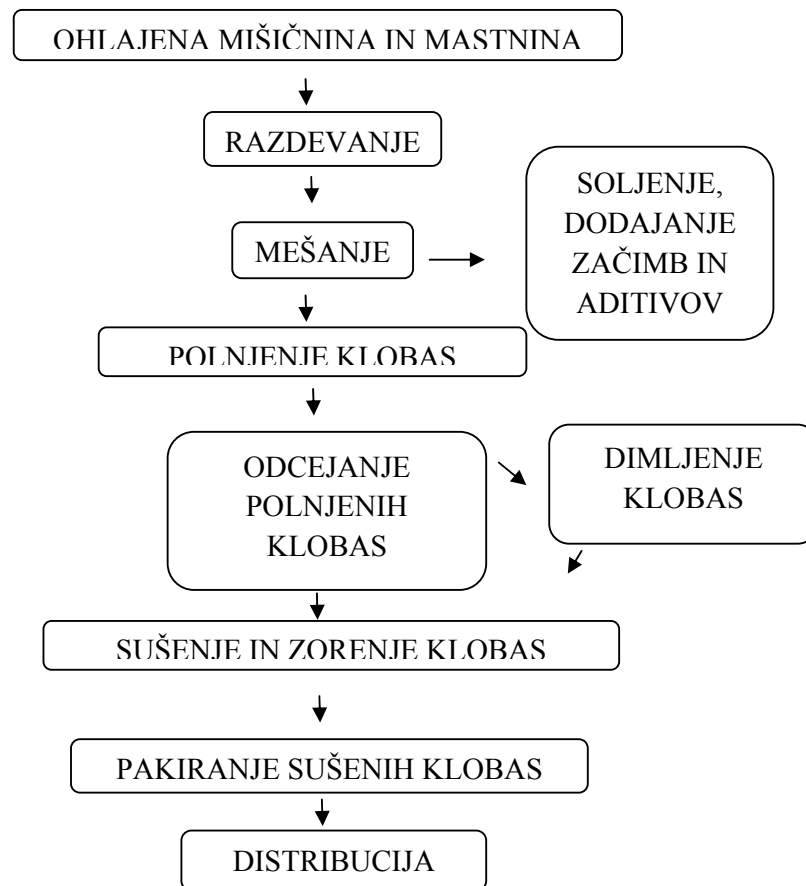 OHLAJENA MIŠIČNINA IN MASTNINA
RAZDEVANJE
MEŠANJE
SOLJENJE,
DODAJANJE
ZAČIMB IN
ADITIVOV
POLNJENJE KLOBAS
ODCEJANJE
POLNJENIH
KLOBAS
DIMLJENJE
KLOBAS
SUŠENJE IN ZORENJE KLOBAS
PAKIRANJE SUŠENIH KLOBAS
DISTRIBUCIJA